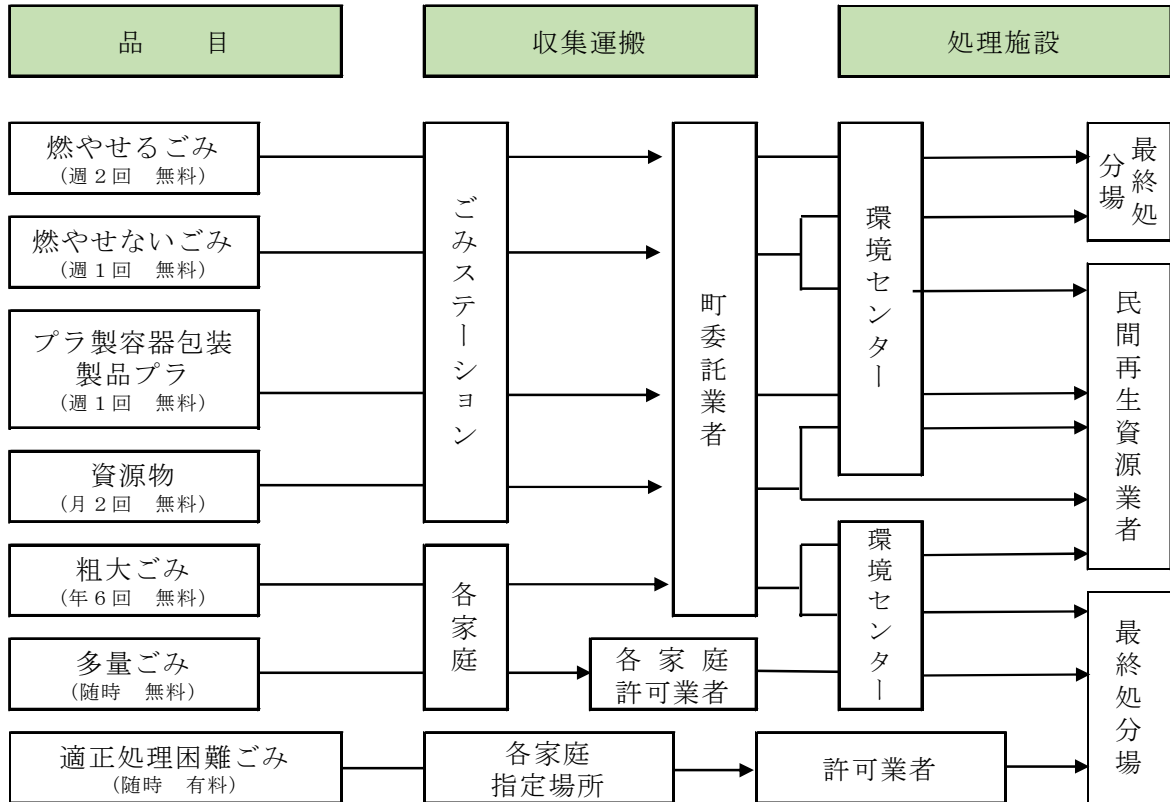 品　目
収集運搬
処理施設
燃やせるごみ
（週２回　無料）
燃やせないごみ
（週１回　無料）
プラ製容器包装
製品プラ
（週１回　無料）
資源物
（月２回　無料）
粗大ごみ
（年６回　無料）
多量ごみ
（随時　無料）
適正処理困難ごみ
（随時　有料）
ごみステーション
各家庭
各家庭
指定場所
町委託業者
各家庭
許可業者
許可業者
環境センター
環境センター
最終処
分場
民間再生資源業者
最終処分場